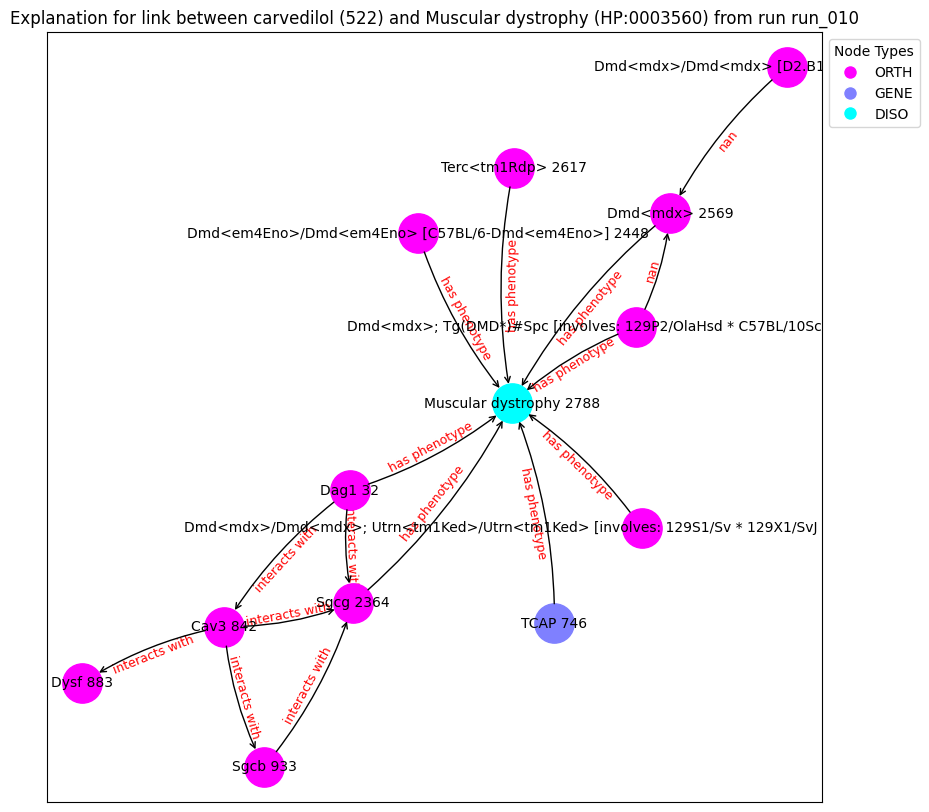 Explanation for link between carvedilol (522) and Muscular dystrophy (HP:0003560) from run run_010
Node Types
ORTH
GENE
DISO
Dmd<mdx>/Dmd<mdx> [D2.B1
nan
Terc<tm1Rdp> 2617
Dmd<mdx> 2569
Dmd<em4Eno>/Dmd<em4Eno> [C57BL/6-Dmd<em4Eno>] 2448
nan
has phenotype
has phenotype
has phenotype
Dmd<mdx>; Tg(DMD*)#Spc [involves: 129P2/OlaHsd * C57BL/10Sc
has phenotype
Muscular dystrophy 2788
has phenotype
has phenotype
has phenotype
Dag1 32
has phenotype
Dmd<mdx>/Dmd<mdx>; Utrn<tm1Ked>/Utrn<tm1Ked> [involves: 129S1/Sv * 129X1/SvJ
interacts with
interacts with
Sgcg 2364
interacts with
Cav3 842
TCAP 746
interacts with
Dysf 883
interacts with
interacts with
Sgcb 933